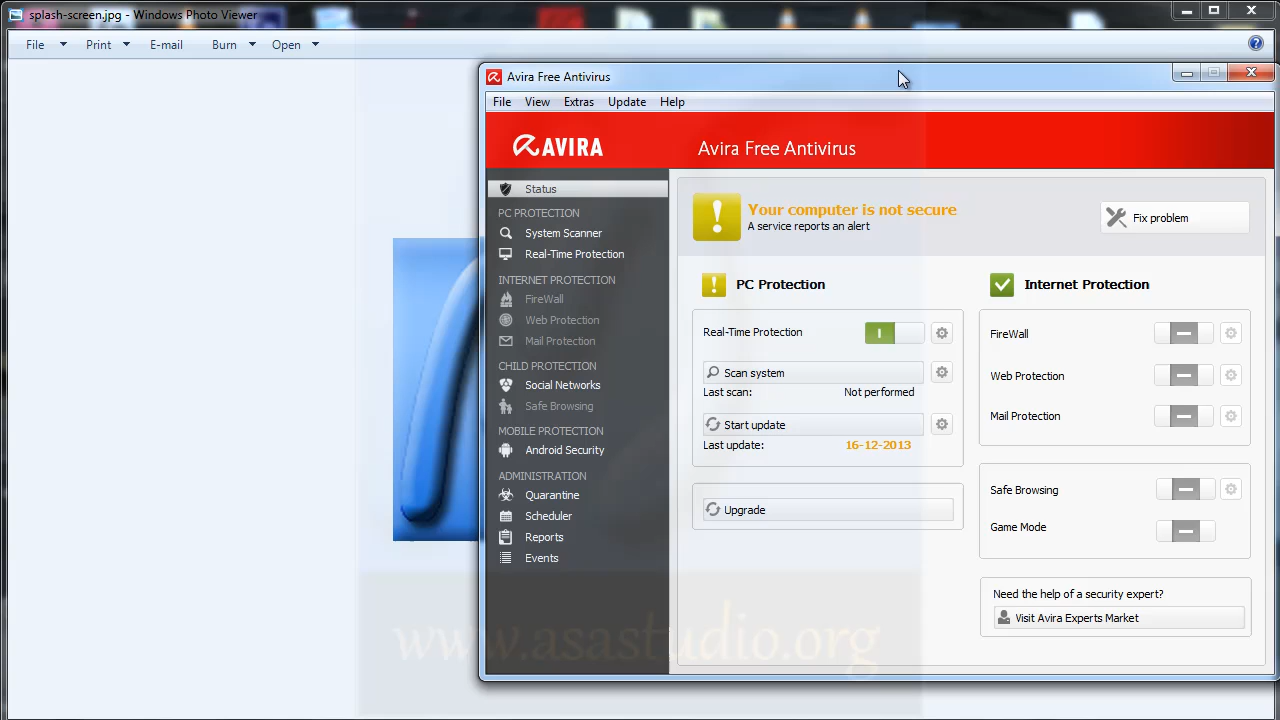 splash-screen.jpg - Windows Photo Viewer
File Print E-mail Burn Open
Avira Free Antivirus
File View Extras Update Help
AVIRA
Avira Free Antivirus
Status
PC PROTECTION
System Scanner
Real-Time Protection
INTERNET PROTECTION
FireWall
Web Protection
Mail Protection
CHILD PROTECTION
Social Networks
Safe Browsing
MOBILE PROTECTION
Android Security
ADMINISTRATION
Quarantine
Scheduler
Reports
Events
Your computer is not secure
A service reports an alert
Fix problem
PC Protection
Real-Time Protection
Scan system
Last scan: Not performed
Start update
Last update: 16-12-2013
Upgrade
Internet Protection
FireWall
Web Protection
Mail Protection
Safe Browsing
Game Mode
Need the help of a security expert?
Visit Avira Experts Market
www.asastudio.org